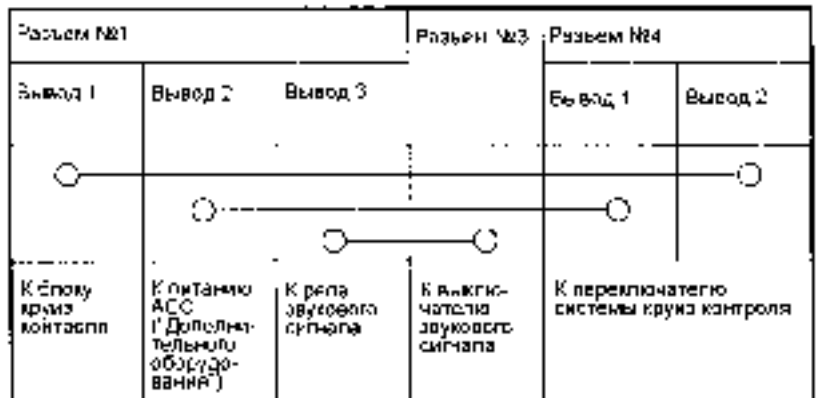 Разъем №1
Разъем №3
Разъем №4
Вывод 1
Вывод 2
Вывод 3
Вывод 1
Вывод 2
К блоку
круиз
контроля
К питанию
АСС
("Дополни-
тельного
оборудо-
вания")
К реле
звукового
сигнала
К выклю-
чателю
звукового
сигнала
К переключателю
системы круиз контроля